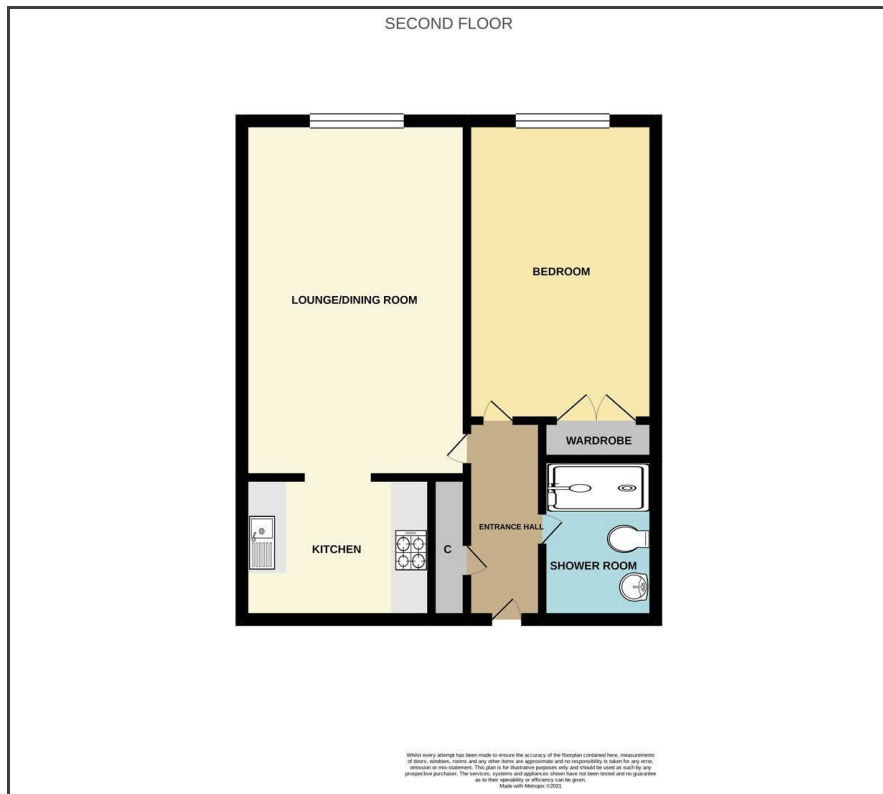 SECOND FLOOR
BEDROOM
LOUNGE/DINING ROOM
WARDROBE
ENTRANCE HALL
KITCHEN
C
SHOWER ROOM
Whilst every attempt has been made to ensure the accuracy of the floorplan contained here, measurements
of doors, windows, rooms and any other items are approximate and no responsibility is taken for any error,
omission or mis-statement. This plan is for illustrative purposes only and should be used as such by any
prospective purchaser. The services, systems and appliances shown have not been tested and no guarantee
as to their operability or efficiency can be given.
Made with Metropix ©2021